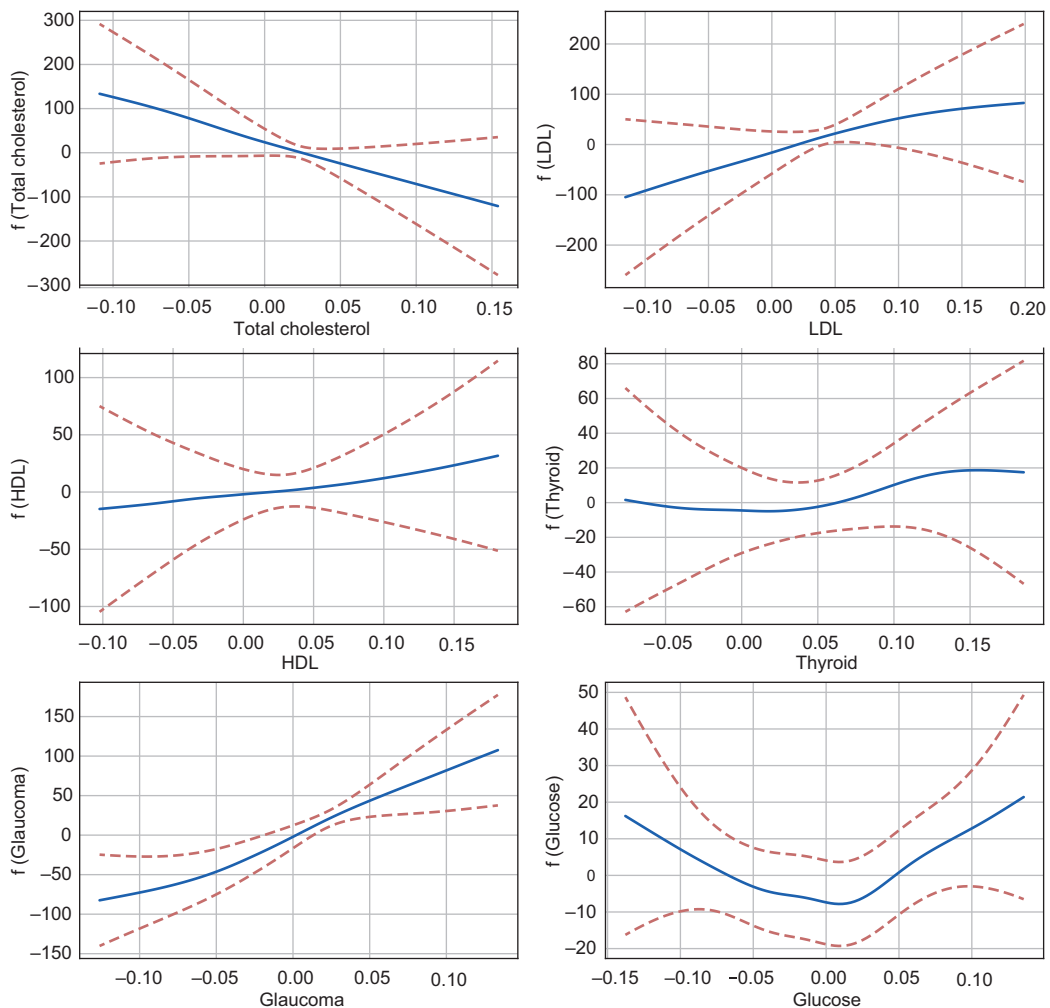 300
200
100
0
–100
–200
–300
f (Total cholesterol)
–0.10 –0.05 0.00 0.05 0.10 0.15
Total cholesterol
200
100
0
–100
–200
f (LDL)
–0.10 –0.05 0.00 0.05 0.10 0.15 0.20
LDL
100
50
0
–50
–100
f (HDL)
–0.10 –0.05 0.00 0.05 0.10 0.15
HDL
80
60
40
20
0
–20
–40
–60
f (Thyroid)
–0.05 0.00 0.05 0.10 0.15
Thyroid
150
100
50
0
–50
–100
–150
f (Glaucoma)
–0.10 –0.05 0.00 0.05 0.10
Glaucoma
50
40
30
20
10
0
–10
–20
f (Glucose)
–0.15 –0.10 –0.05 0.00 0.05 0.10
Glucose